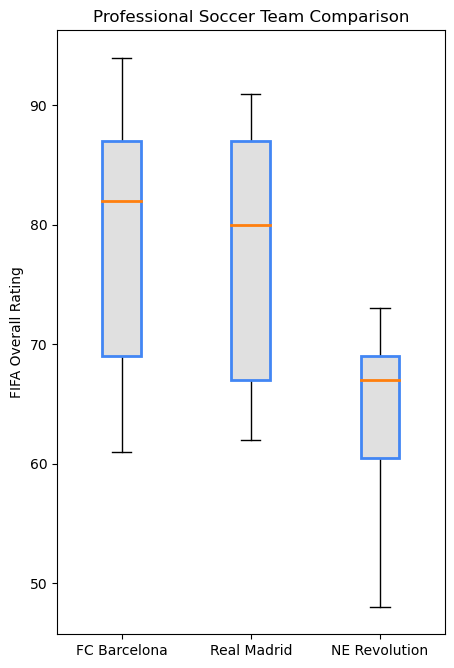 Professional Soccer Team Comparison
FIFA Overall Rating
90
80
70
60
50
FC Barcelona
Real Madrid
NE Revolution